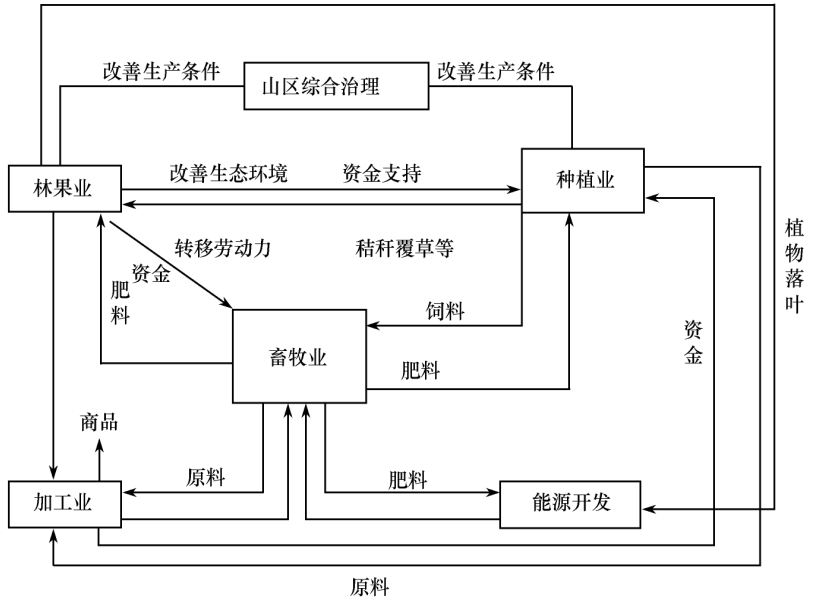 改善生产条件
山区综合治理
改善生产条件
林果业
改善生态环境
资金支持
种植业
转移劳动力
秸秆覆草等
植物落叶
资金
肥料
饲料
资金
畜牧业
肥料
商品
原料
肥料
加工业
能源开发
原料